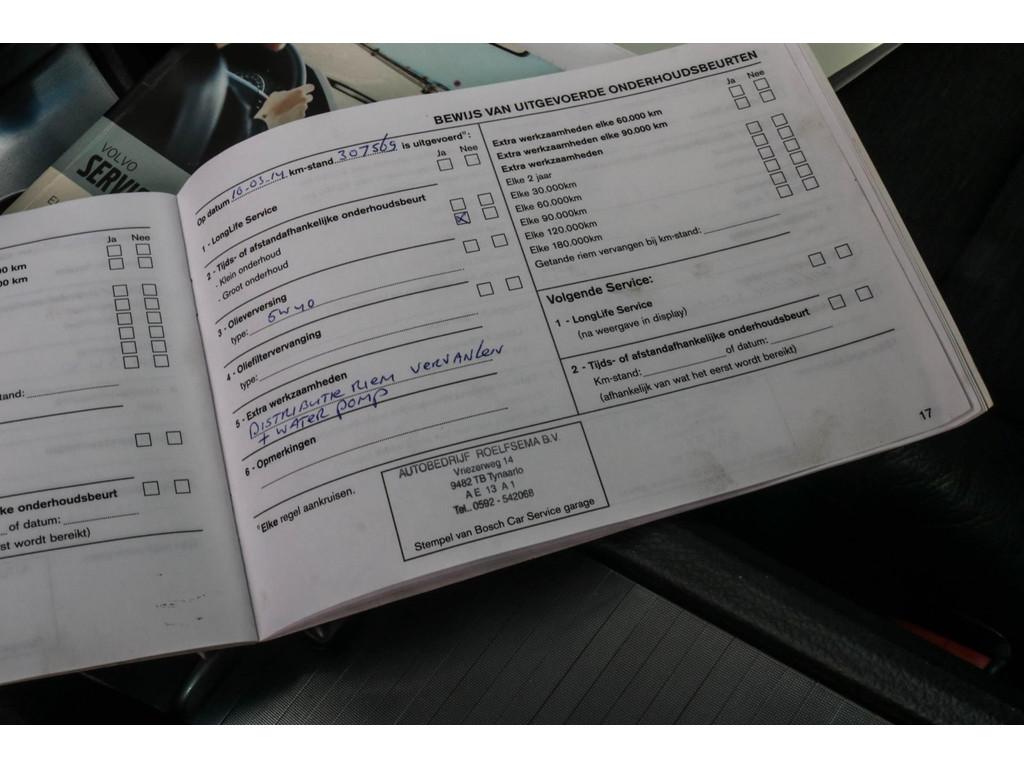 VOLVO
SERVI
Ja Nee
00 km
00 km
tand:
ke onderhoudsbeurt
of datum:
st wordt bereikt)
BEWIJS VAN UITGEVOERDE ONDERHOUDSBEURTEN
Op datum 10-03-14 km-stand 307569 is uitgevoerd*:
Ja Nee
1 - LongLife Service
2 - Tijds- of afstandafhankelijke onderhoudsbeurt
- Klein onderhoud
- Groot onderhoud
3 - Olieverversing
type: 5W40
4 - Oliefiltervervanging
type:
5 - Extra werkzaamheden
DISTRIBUTIE RIEM VERVANGEN
+ WATER POMP
6 - Opmerkingen
*Elke regel aankruisen.
AUTOBEDRIJF ROELFSEMA B.V.
Vriezerweg 14
9482 TB Tynaarlo
A E 13 A 1
Tel. 0592 - 542068
Stempel van Bosch Car Service garage
Ja Nee
Extra werkzaamheden elke 60.000 km
Extra werkzaamheden elke 90.000 km
Extra werkzaamheden
Elke 2 jaar
Elke 30.000km
Elke 60.000km
Elke 90.000km
Elke 120.000km
Elke 180.000km
Getande riem vervangen bij km-stand:
Volgende Service:
1 - LongLife Service
(na weergave in display)
2 - Tijds- of afstandafhankelijke onderhoudsbeurt
Km-stand: of datum:
(afhankelijk van wat het eerst wordt bereikt)
17